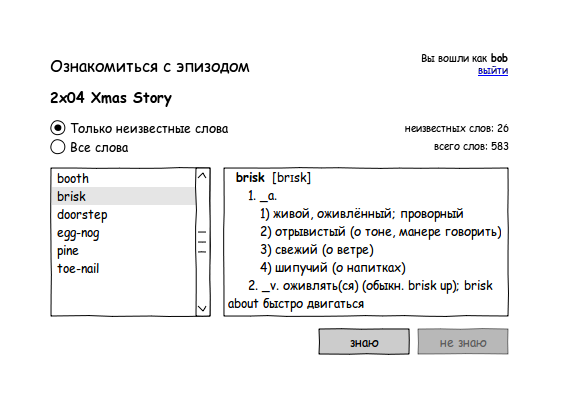 Ознакомиться с эпизодом
Вы вошли как bob
выйти
2x04 Xmas Story
Только неизвестные слова
Все слова
неизвестных слов: 26
всего слов: 583
booth
brisk
doorstep
egg-nog
pine
toe-nail
brisk [brɪsk]
1. _a.
1) живой, оживлённый; проворный
2) отрывистый (о тоне, манере говорить)
3) свежий (о ветре)
4) шипучий (о напитках)
2. _v. оживлять(ся) (обыкн. brisk up); brisk
about быстро двигаться
знаю
не знаю